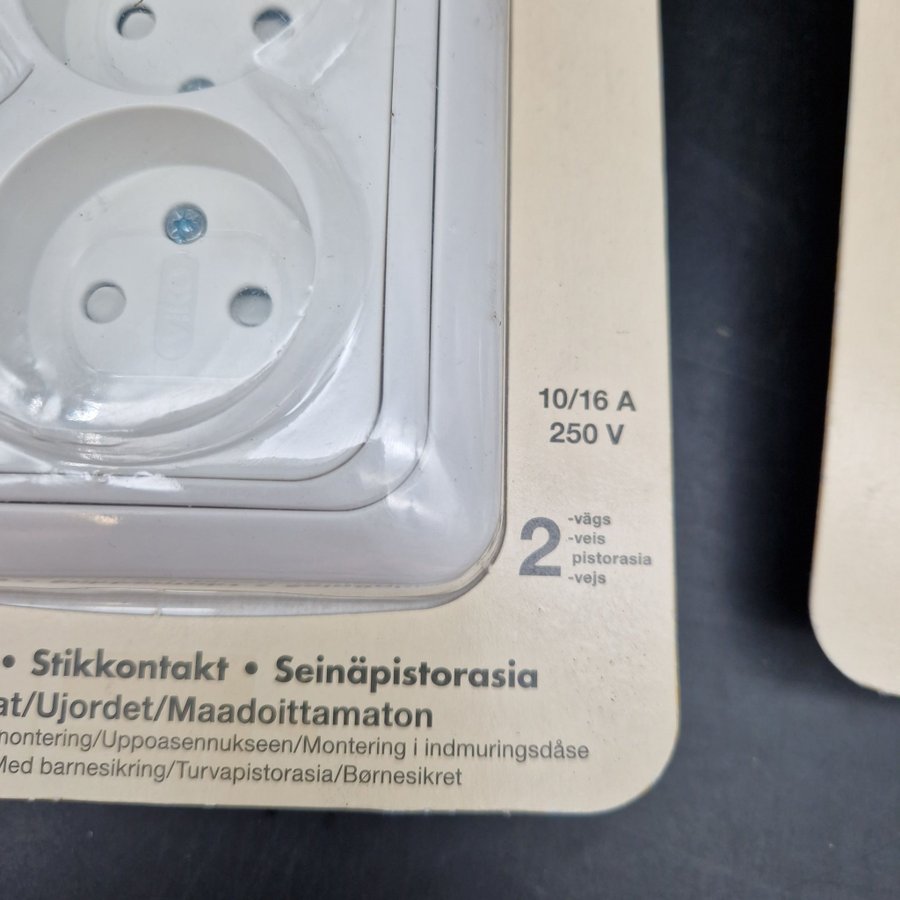 10/16 A
250 V
2
-vägs
-veis
pistorasia
-vejs
• Stikkontakt • Seinäpistorasia
at/Ujordet/Maadoittamaton
montering/Uppoasennukseen/Montering i indmuringsdåse
Med barnesikring/Turvapistorasia/Børnesikret